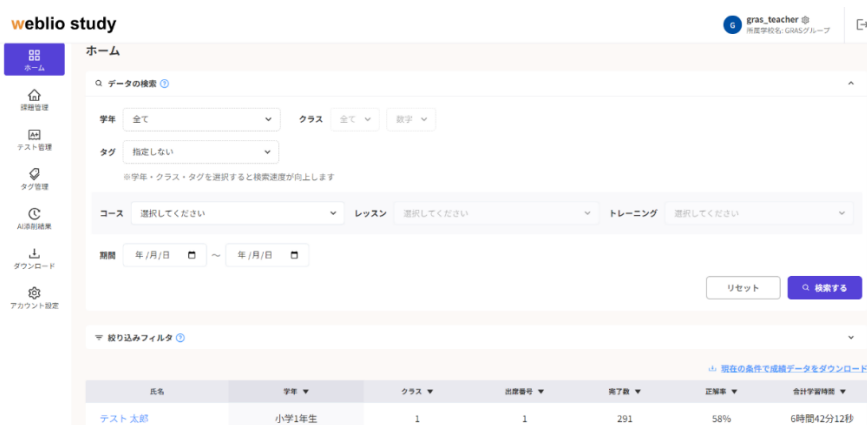 weblio study
G gras_teacher
所属学校名: GRASグループ
ホーム
課題管理
テスト管理
タグ管理
AI添削結果
ダウンロード
アカウント設定
ホーム
データの検索 ?
学年 全て クラス 全て 数字
タグ 指定しない
※学年・クラス・タグを選択すると検索速度が向上します
コース 選択してください レッスン 選択してください トレーニング 選択してください
期間 年/月/日 ～ 年/月/日
リセット 検索する
絞り込みフィルタ ?
現在の条件で成績データをダウンロード
氏名 学年 ▼ クラス ▼ 出席番号 ▼ 完了数 ▼ 正解率 ▼ 合計学習時間 ▼
テスト 太郎 小学1年生 1 1 291 58% 6時間42分12秒